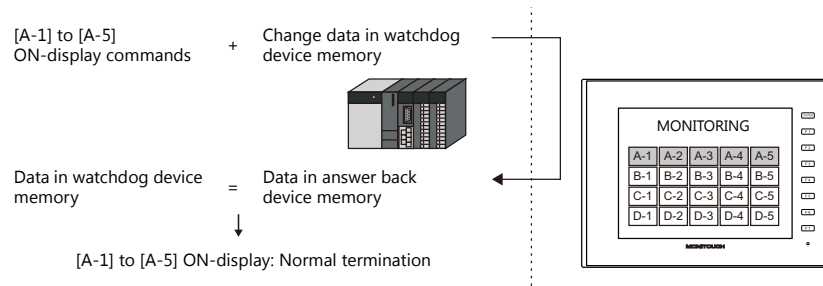 [A-1] to [A-5]
ON-display commands
+
Change data in watchdog
device memory
Data in watchdog device
memory
=
Data in answer back
device memory
[A-1] to [A-5] ON-display: Normal termination
MONITORING
A-1 A-2 A-3 A-4 A-5
B-1 B-2 B-3 B-4 B-5
C-1 C-2 C-3 C-4 C-5
D-1 D-2 D-3 D-4 D-5
MONITOUCH